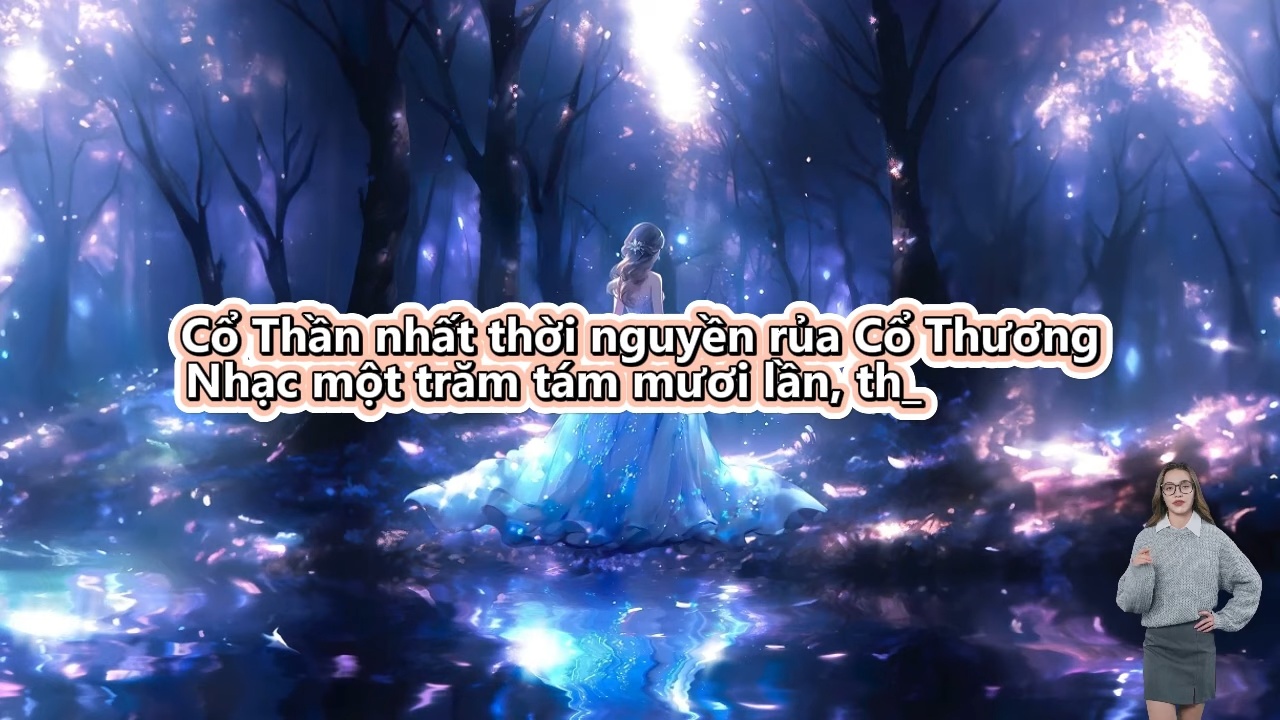 Cổ Thần nhất thời nguyền rủa Cổ Thương
Nhạc một trăm tám mươi lần, th_